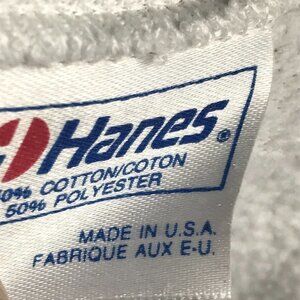 Hanes®
50% COTTON/COTON
50% POLYESTER
MADE IN U.S.A.
FABRIQUE AUX E-U.